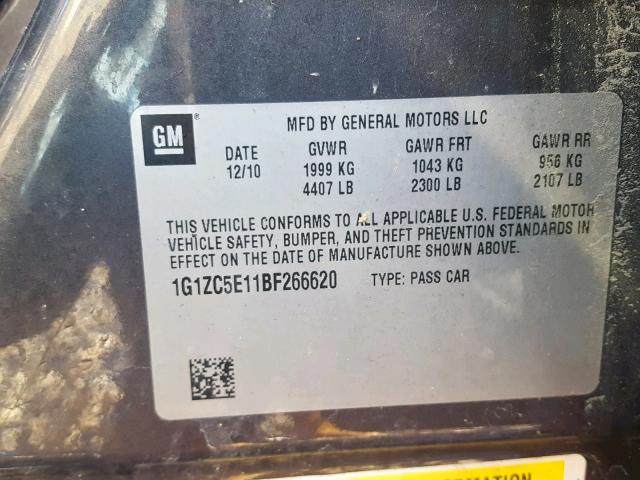 GM
MFD BY GENERAL MOTORS LLC
DATE GVWR GAWR FRT GAWR RR
12/10 1999 KG 1043 KG 956 KG
4407 LB 2300 LB 2107 LB
THIS VEHICLE CONFORMS TO ALL APPLICABLE U.S. FEDERAL MOTOR
VEHICLE SAFETY, BUMPER, AND THEFT PREVENTION STANDARDS IN
EFFECT ON THE DATE OF MANUFACTURE SHOWN ABOVE.
1G1ZC5E11BF266620 TYPE: PASS CAR